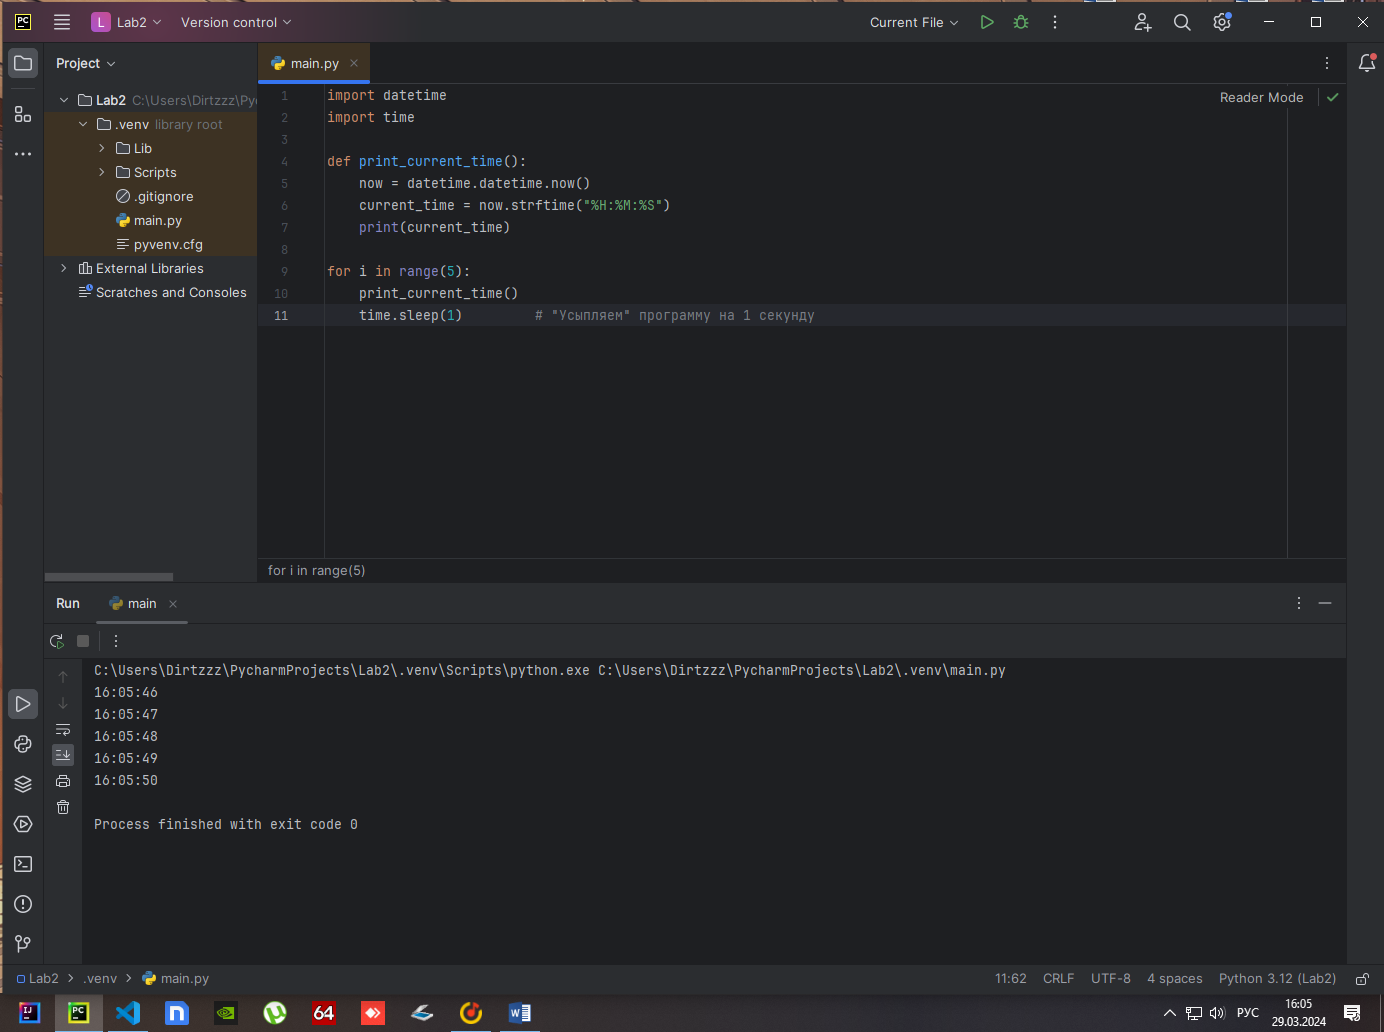 PC
L Lab2 Version control Current File
Project
main.py
Lab2 C:\Users\Dirtzzz\Pyc
.venv library root
Lib
Scripts
.gitignore
main.py
pyvenv.cfg
External Libraries
Scratches and Consoles
Reader Mode
1 import datetime
2 import time
3
4 def print_current_time():
5 now = datetime.datetime.now()
6 current_time = now.strftime("%H:%M:%S")
7 print(current_time)
8
9 for i in range(5):
10 print_current_time()
11 time.sleep(1) # "Усыпляем" программу на 1 секунду
for i in range(5)
Run main
C:\Users\Dirtzzz\PycharmProjects\Lab2\.venv\Scripts\python.exe C:\Users\Dirtzzz\PycharmProjects\Lab2\.venv\main.py
16:05:46
16:05:47
16:05:48
16:05:49
16:05:50
Process finished with exit code 0
Lab2 .venv main.py 11:62 CRLF UTF-8 4 spaces Python 3.12 (Lab2)
IJ PC 64 W РУС 16:05
29.03.2024